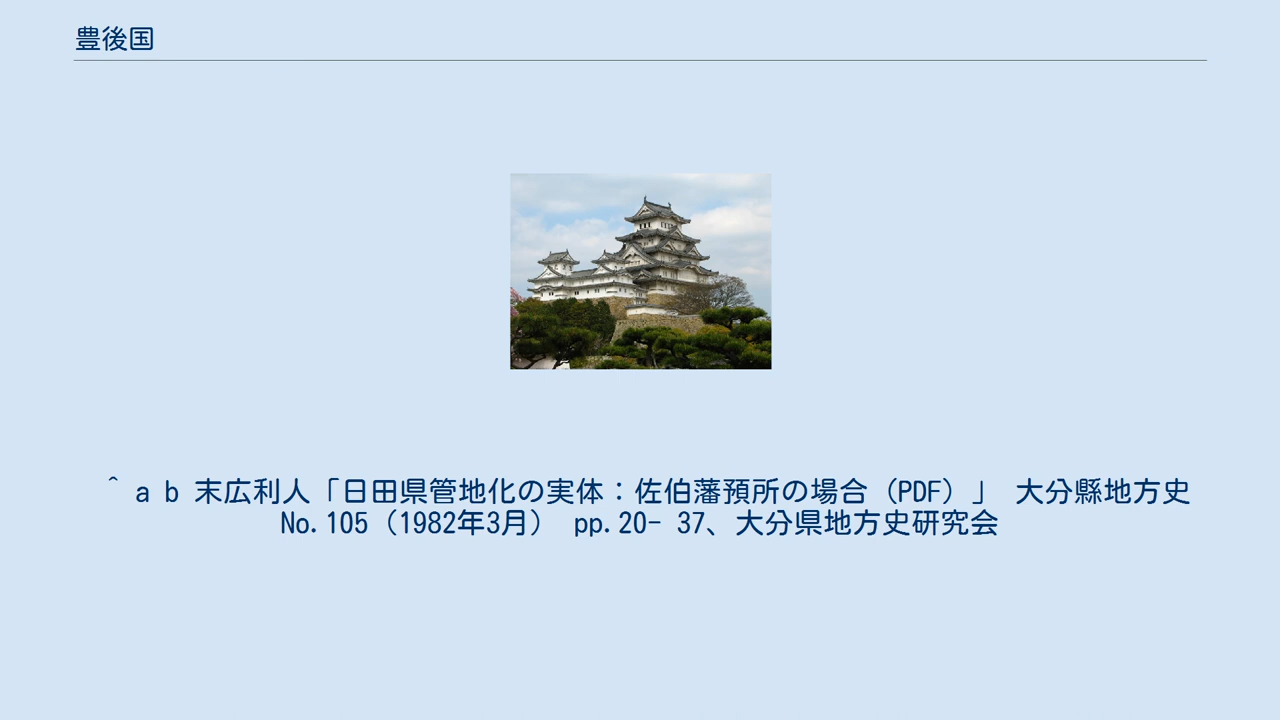 豊後国
^ a b 末広利人「日田県管地化の実体：佐伯藩預所の場合（PDF）」 大分縣地方史
No.105（1982年3月） pp.20- 37、大分県地方史研究会